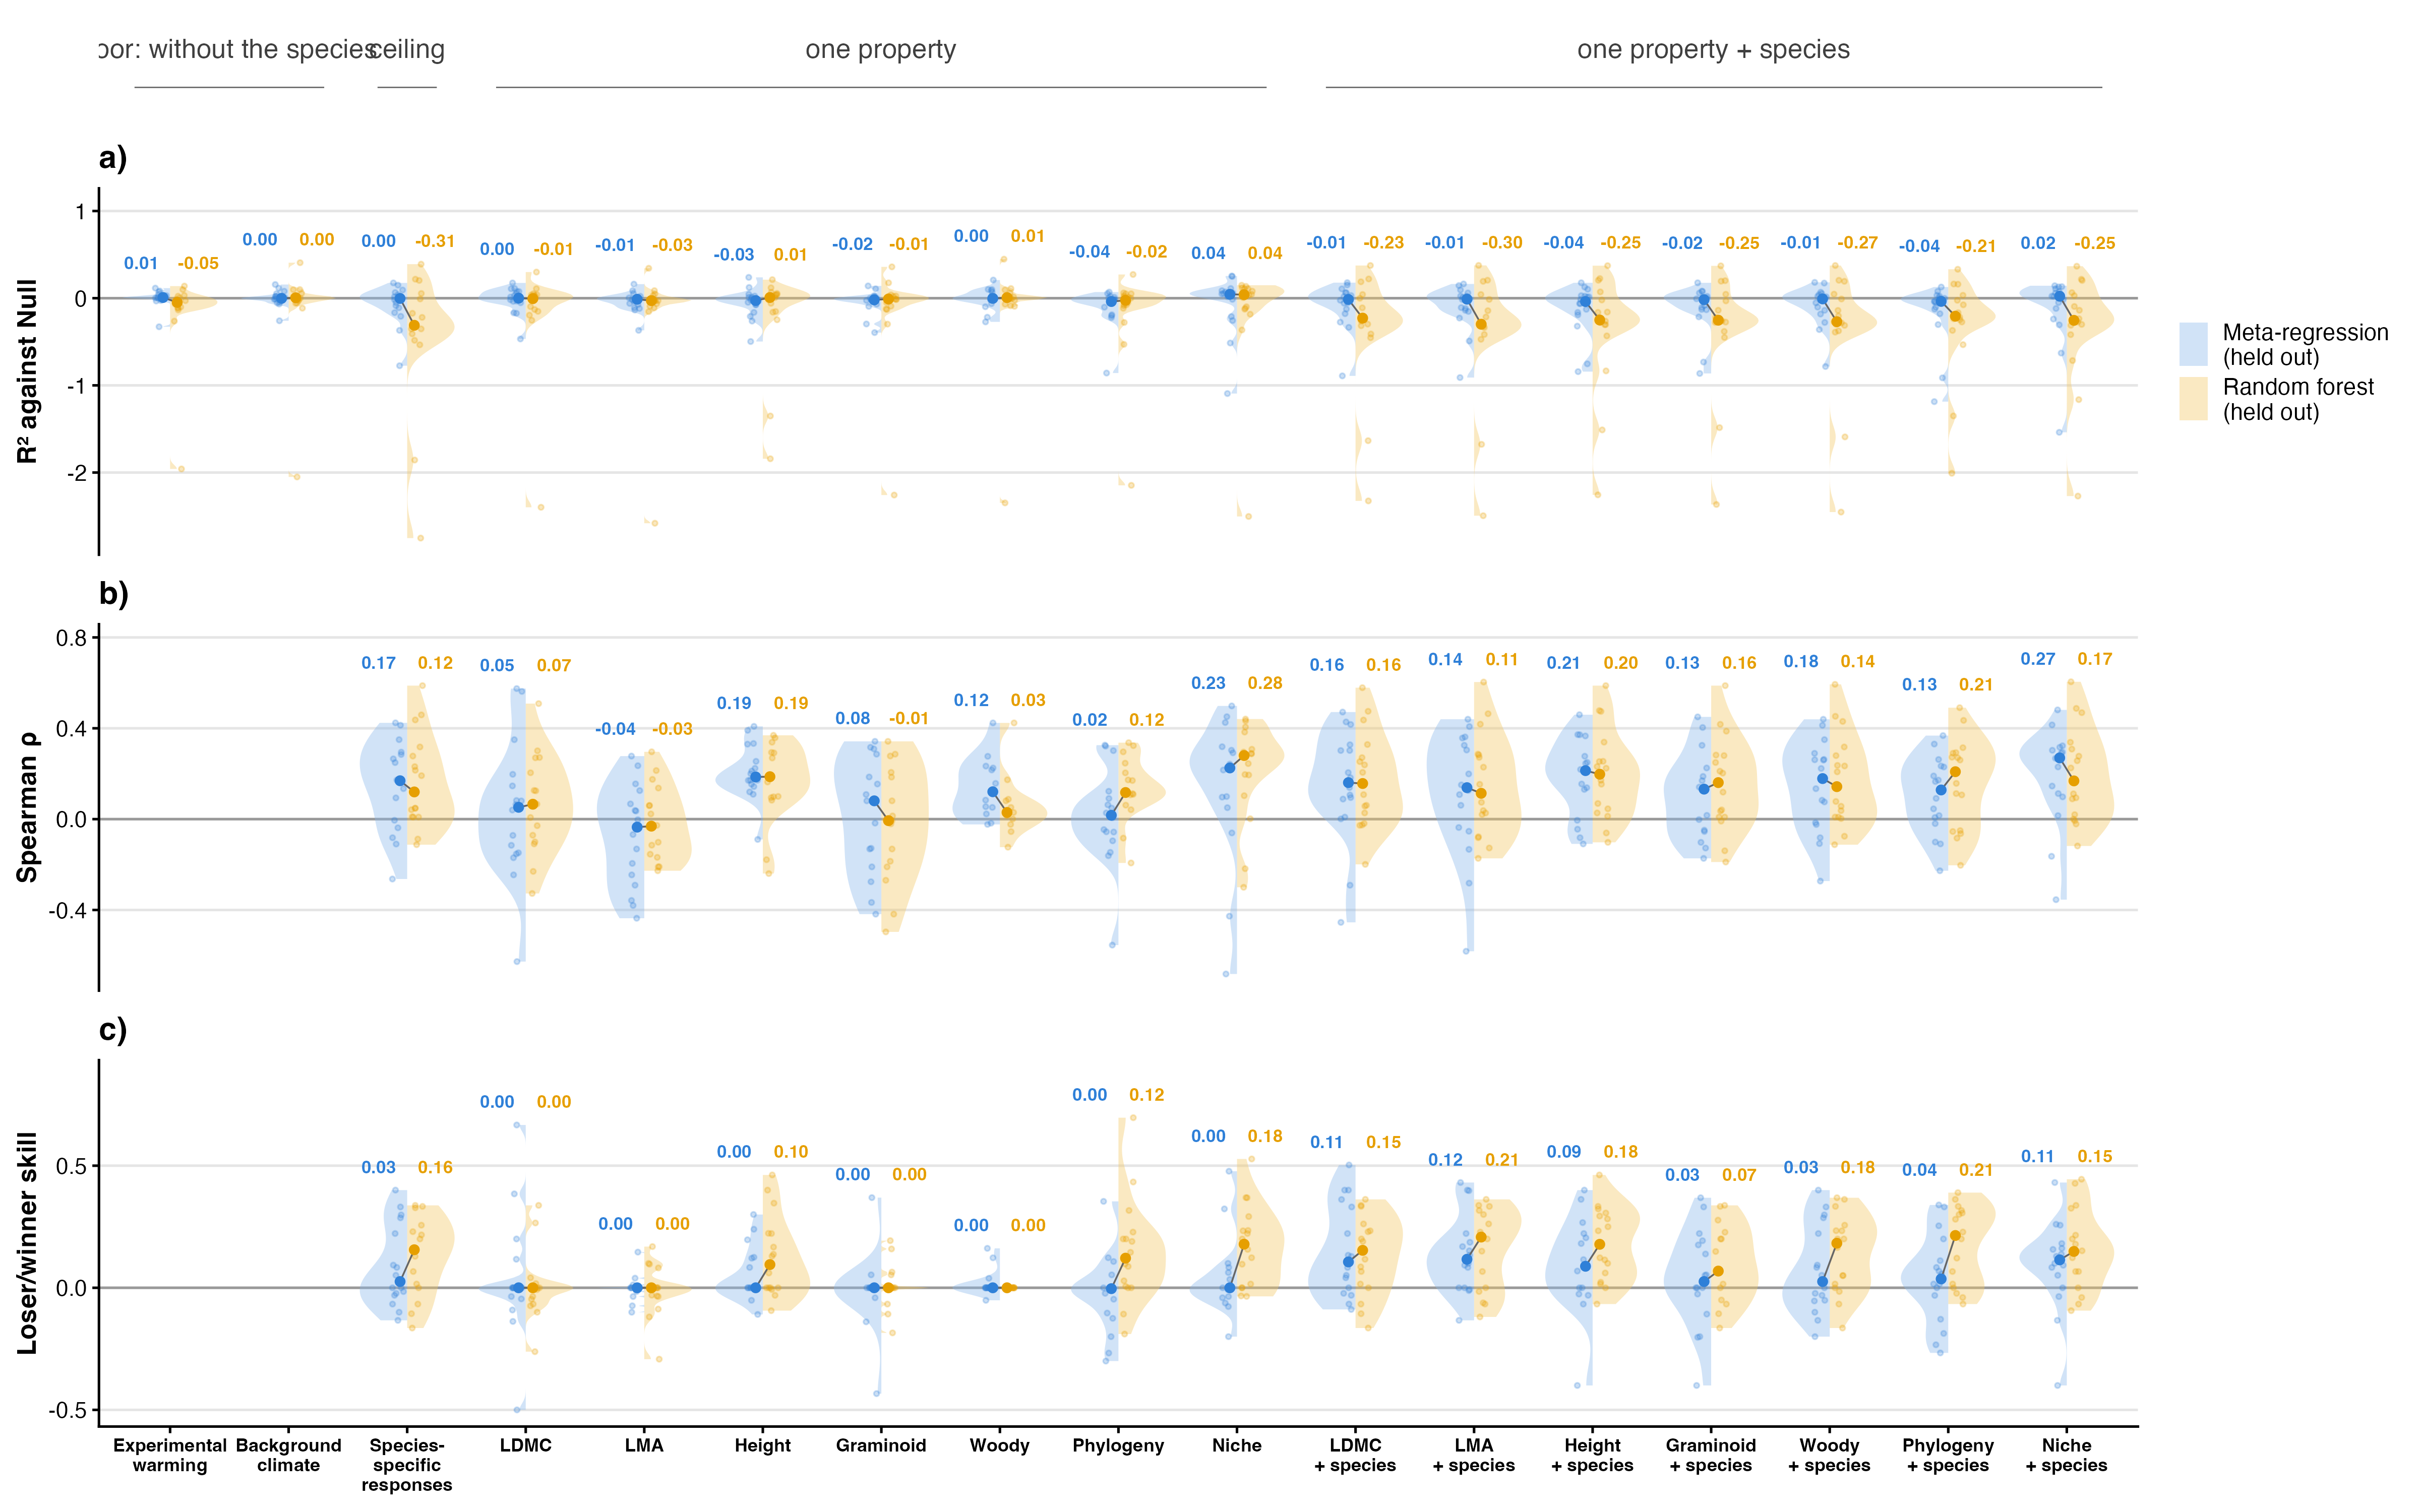 oor: without the species
ceiling
one property
one property + species
a)
R² against Null
1
0
-1
-2
0.01 -0.05
0.00 0.00
0.00 -0.31
0.00 -0.01
-0.01 -0.03
-0.03 0.01
-0.02 -0.01
0.00 0.01
-0.04 -0.02
0.04 0.04
-0.01 -0.23
-0.01 -0.30
-0.04 -0.25
-0.02 -0.25
-0.01 -0.27
-0.04 -0.21
0.02 -0.25
Meta-regression
(held out)
Random forest
(held out)
b)
Spearman ρ
0.8
0.4
0.0
-0.4
0.17 0.12
0.05 0.07
-0.04 -0.03
0.19 0.19
0.08 -0.01
0.12 0.03
0.02 0.12
0.23 0.28
0.16 0.16
0.14 0.11
0.21 0.20
0.13 0.16
0.18 0.14
0.13 0.21
0.27 0.17
c)
Loser/winner skill
0.5
0.0
-0.5
0.03 0.16
0.00 0.00
0.00 0.00
0.00 0.10
0.00 0.00
0.00 0.00
0.00 0.12
0.00 0.18
0.11 0.15
0.12 0.21
0.09 0.18
0.03 0.07
0.03 0.18
0.04 0.21
0.11 0.15
Experimental
warming
Background
climate
Species-
specific
responses
LDMC
LMA
Height
Graminoid
Woody
Phylogeny
Niche
LDMC
+ species
LMA
+ species
Height
+ species
Graminoid
+ species
Woody
+ species
Phylogeny
+ species
Niche
+ species